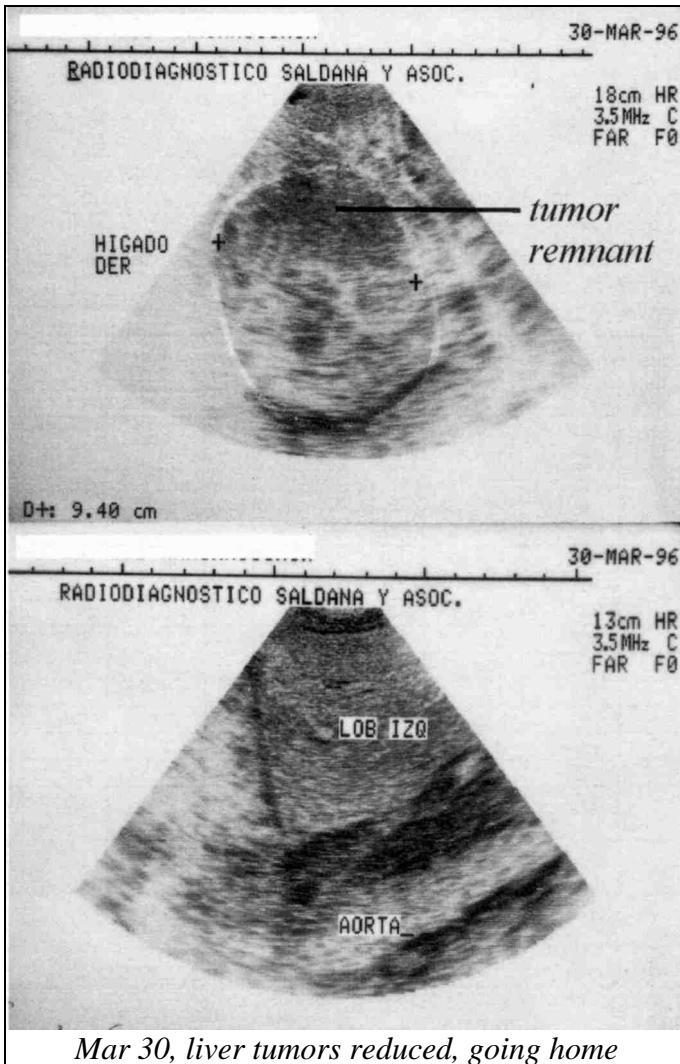 30-MAR-96
RADIODIAGNOSTICO SALDANA Y ASOC.
18cm HR
3.5MHz C
FAR F0
HIGADO
DER
tumor
remnant
D+: 9.40 cm
30-MAR-96
RADIODIAGNOSTICO SALDANA Y ASOC.
13cm HR
3.5MHz C
FAR F0
LOB IZQ
AORTA_
Mar 30, liver tumors reduced, going home